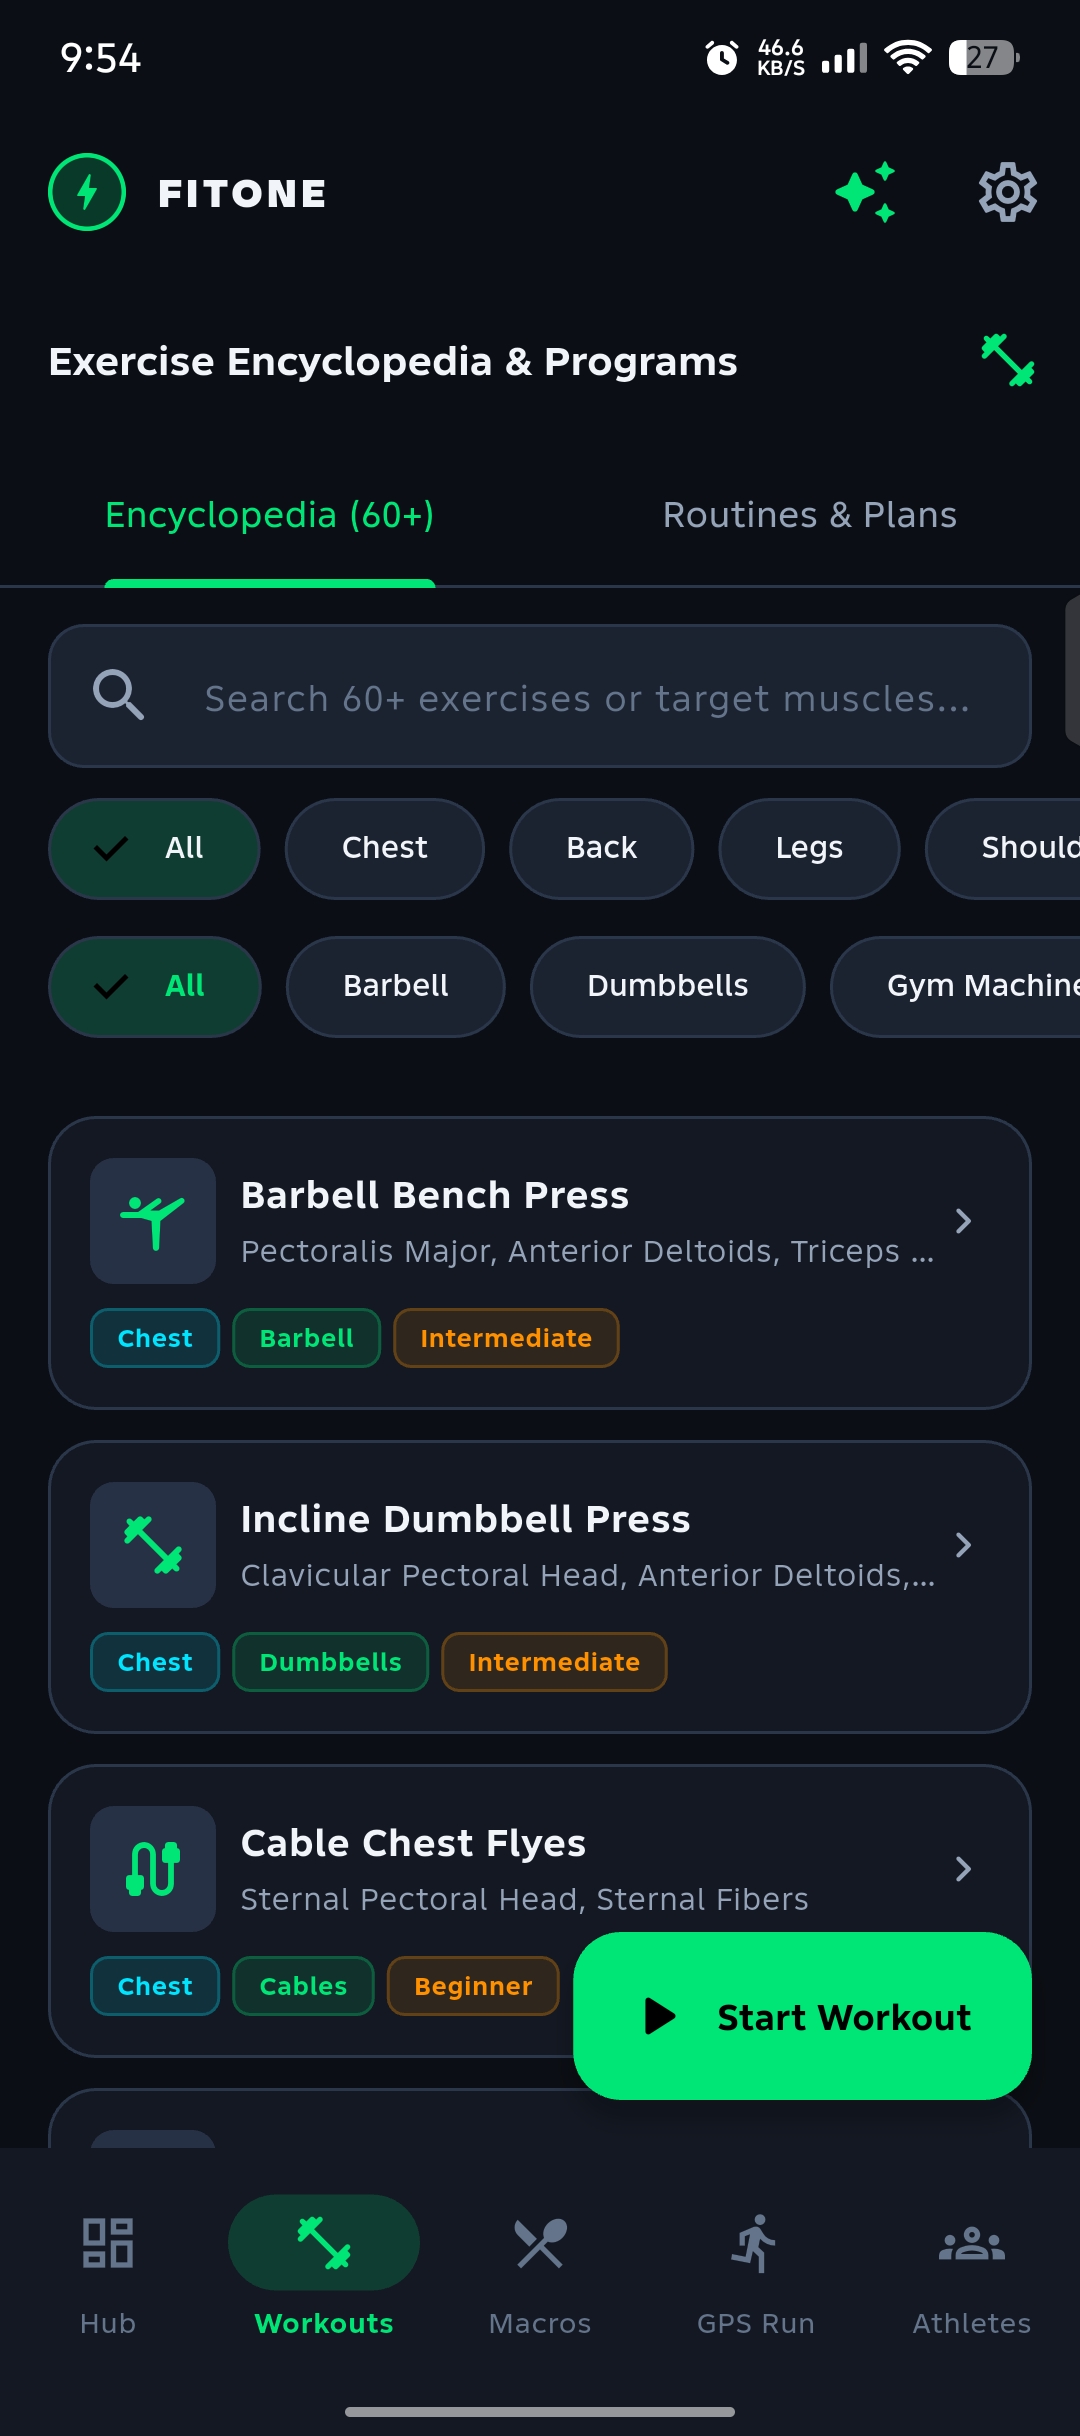 9:54
46.6
KB/S
27
FITONE
Exercise Encyclopedia & Programs
Encyclopedia (60+)
Routines & Plans
Search 60+ exercises or target muscles...
All
Chest
Back
Legs
Should
All
Barbell
Dumbbells
Gym Machine
Barbell Bench Press
Pectoralis Major, Anterior Deltoids, Triceps ...
Chest
Barbell
Intermediate
Incline Dumbbell Press
Clavicular Pectoral Head, Anterior Deltoids,...
Chest
Dumbbells
Intermediate
Cable Chest Flyes
Sternal Pectoral Head, Sternal Fibers
Chest
Cables
Beginner
Start Workout
Hub
Workouts
Macros
GPS Run
Athletes